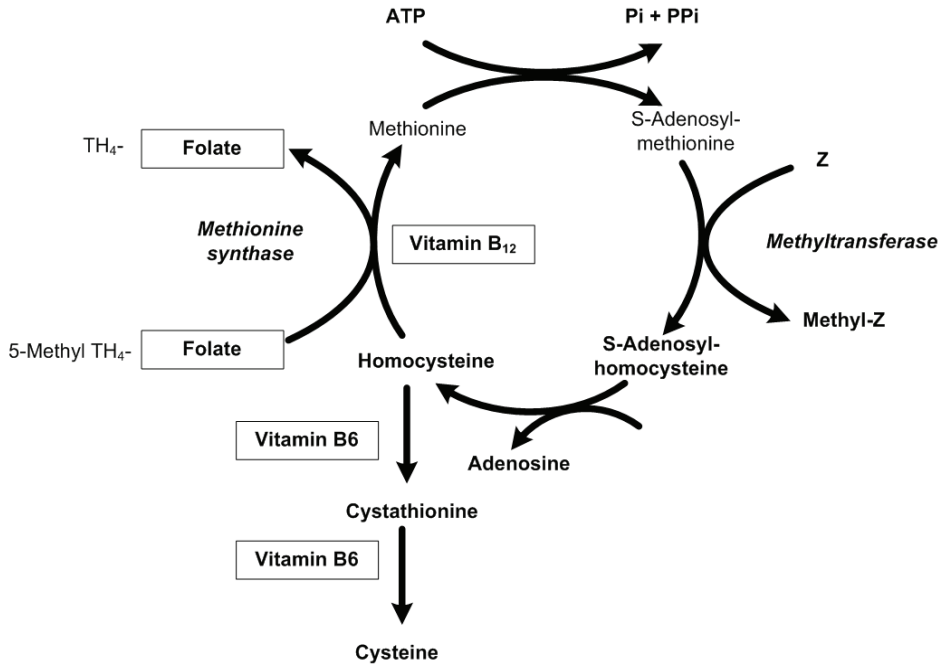 ATP
Pi + PPi
Methionine
S-Adenosyl-
methionine
TH₄-
Folate
Z
Methionine
synthase
Vitamin B₁₂
Methyltransferase
5-Methyl TH₄-
Folate
Methyl-Z
Homocysteine
S-Adenosyl-
homocysteine
Vitamin B6
Adenosine
Cystathionine
Vitamin B6
Cysteine